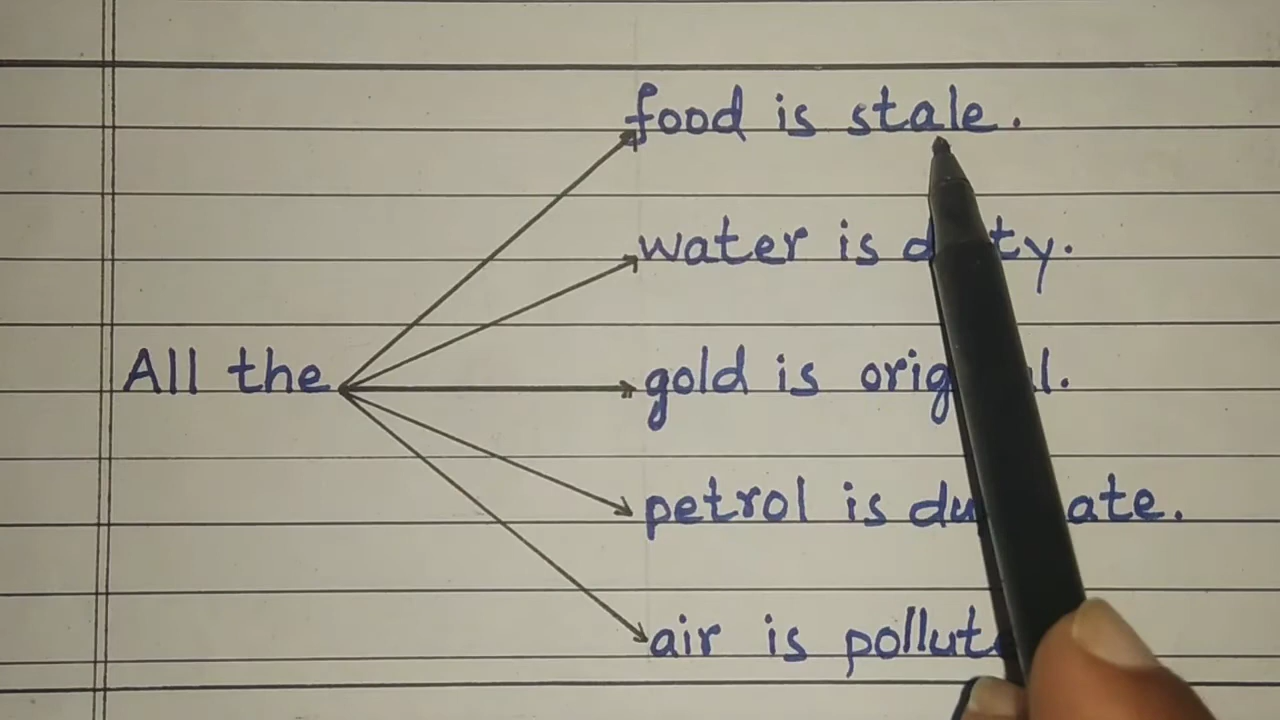 food is stale.
water is
All the gold is
petrol is
air is